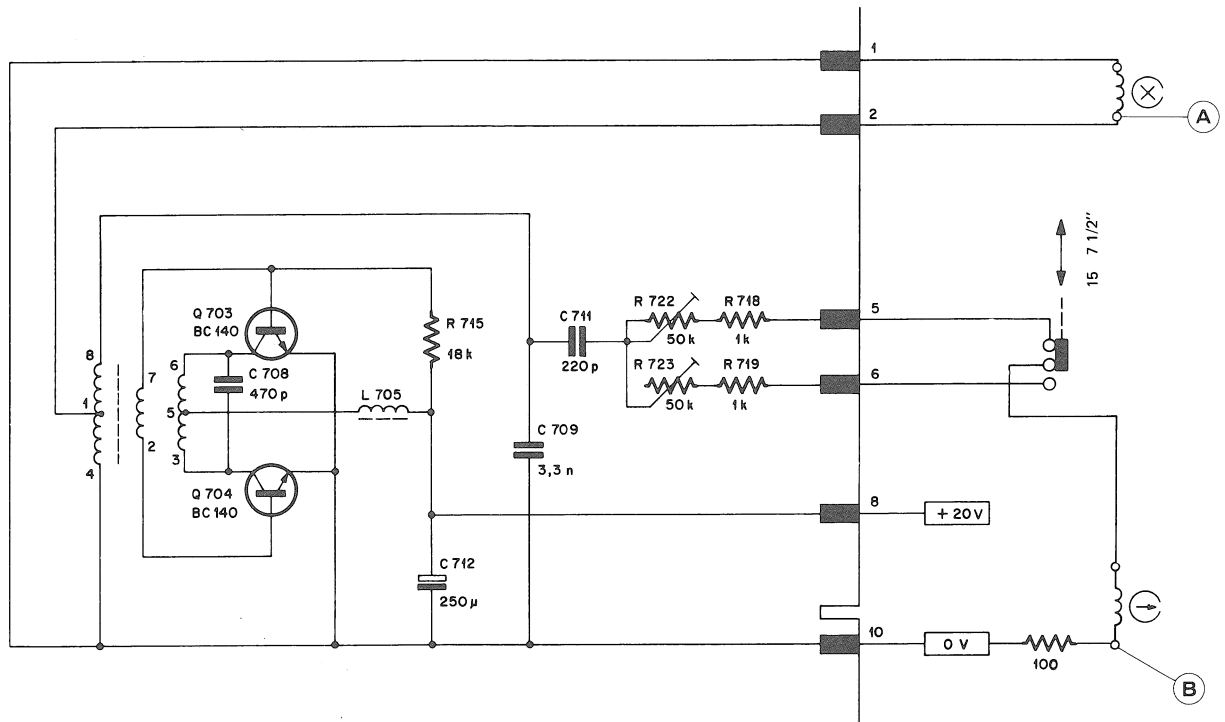 1
2
A
15 7 1/2"
Q 703
BC 140
R 715
18 k
C 711
220 p
R 722
50 k
R 718
1 k
5
R 723
50 k
R 719
1 k
6
8
7
6
C 708
470 p
1
5
L 705
2
3
4
Q 704
BC 140
C 709
3,3 n
8
+ 20 V
C 712
250 µ
10
0 V
100
B